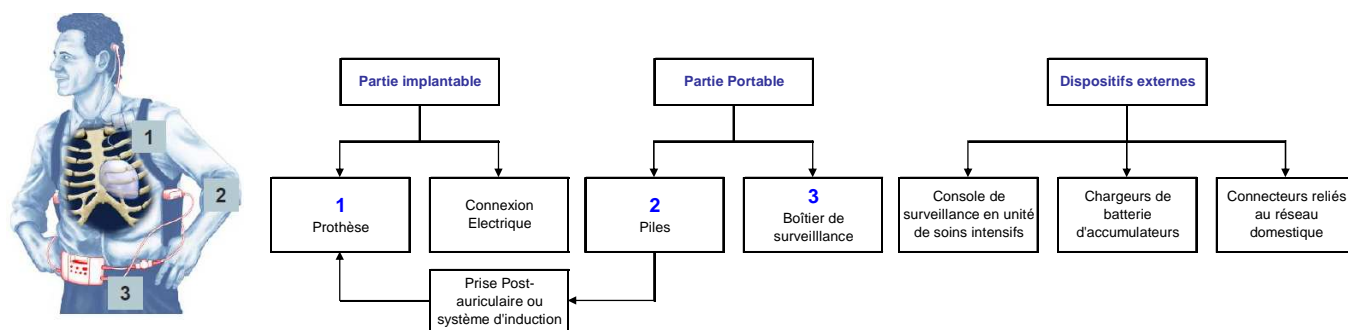 1
2
3
Partie implantable
Partie Portable
Dispositifs externes
1
Prothèse
Connexion
Electrique
2
Piles
3
Boîtier de
surveilllance
Console de
surveillance en unité
de soins intensifs
Chargeurs de
batterie
d'accumulateurs
Connecteurs reliés
au réseau
domestique
Prise Post-
auriculaire ou
système d'induction